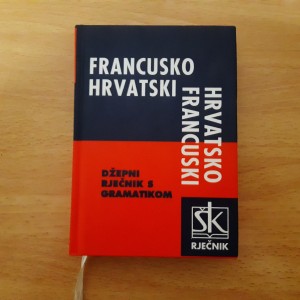 FRANCUSKO
HRVATSKI
HRVATSKO
FRANCUSKI
DŽEPNI
RJEČNIK S
GRAMATIKOM
ŠK
RJEČNIK